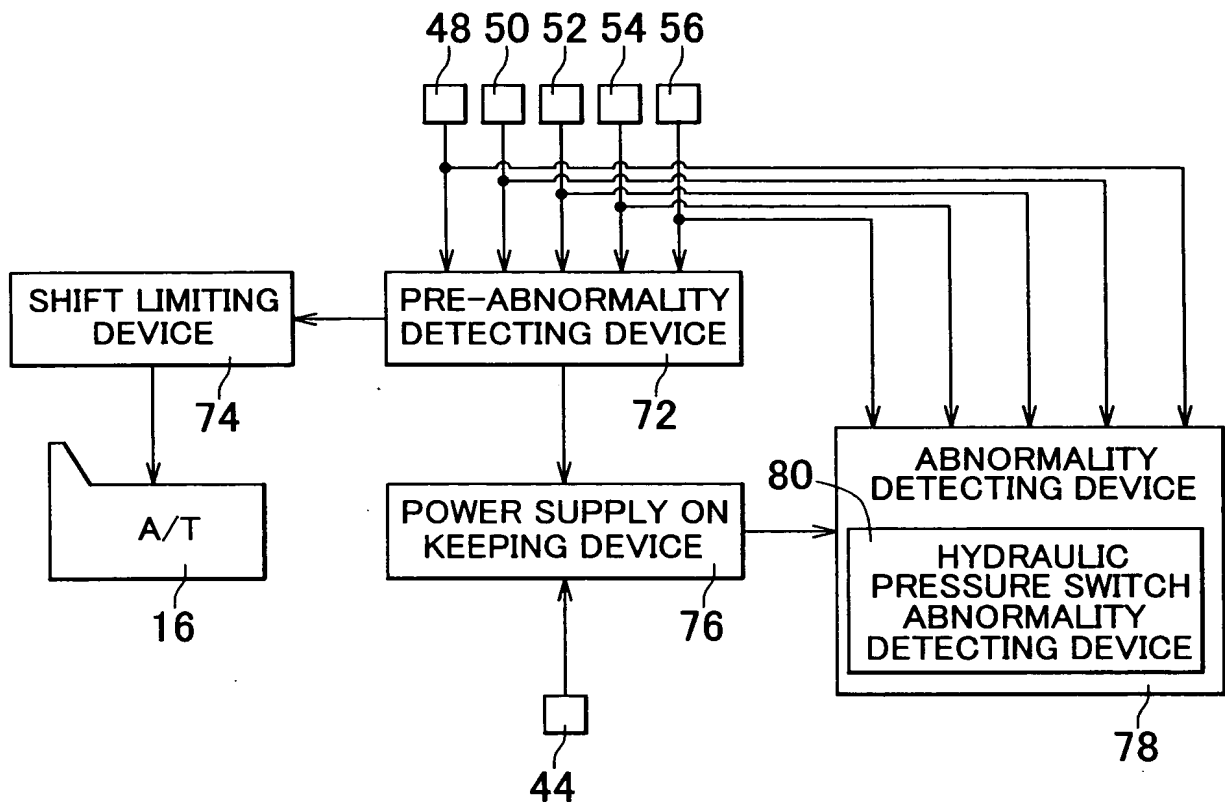 48 50 52 54 56
SHIFT LIMITING
DEVICE
74
PRE-ABNORMALITY
DETECTING DEVICE
72
A/T
16
POWER SUPPLY ON
KEEPING DEVICE
76
44
ABNORMALITY
DETECTING DEVICE
80
HYDRAULIC
PRESSURE SWITCH
ABNORMALITY
DETECTING DEVICE
78